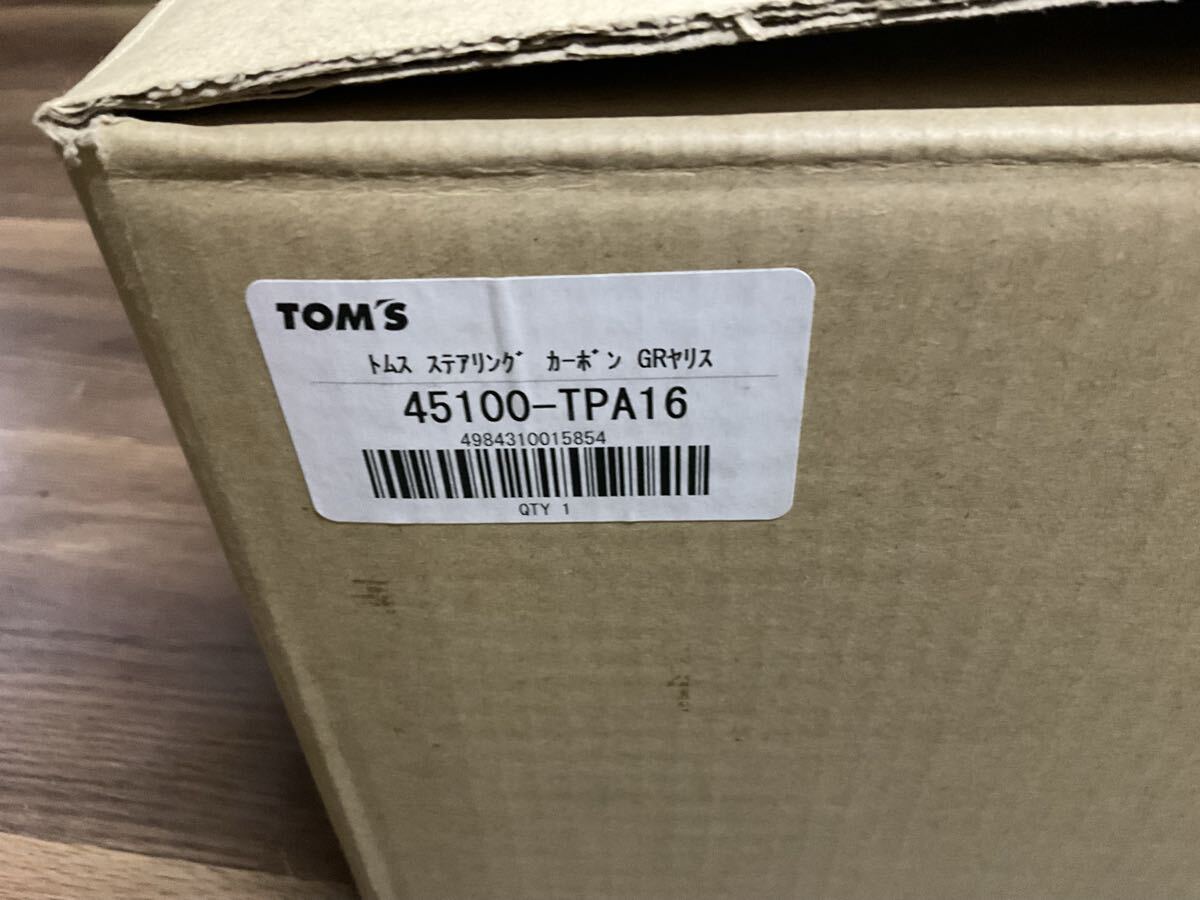 TOM'S
ﾄﾑｽ ｽﾃｱﾘﾝｸﾞ ｶｰﾎﾞﾝ GRﾔﾘｽ
45100-TPA16
4984310015854
QTY 1